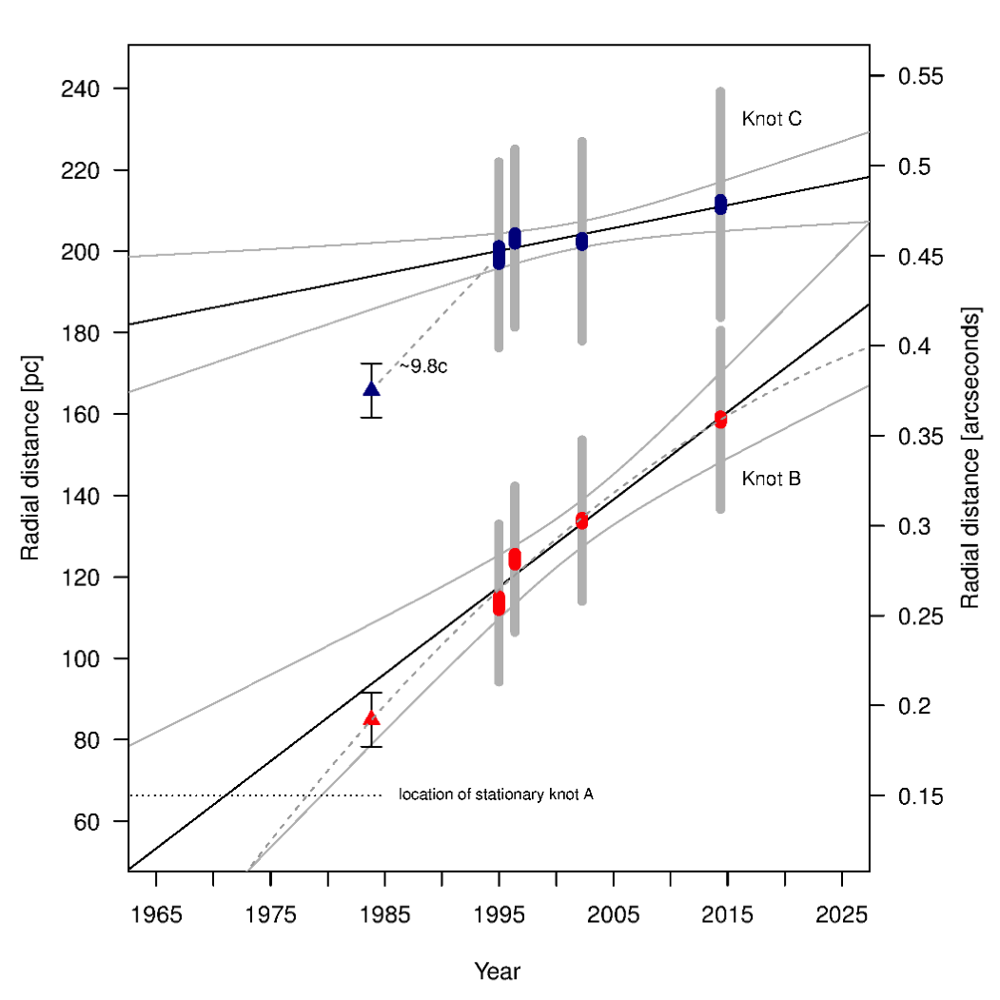 Radial distance [pc]
240
220
200
180
160
140
120
100
80
60
Knot C
~9.8c
Knot B
location of stationary knot A
0.55
0.5
0.45
0.4
0.35
0.3
0.25
0.2
0.15
Radial distance [arcseconds]
1965 1975 1985 1995 2005 2015 2025
Year